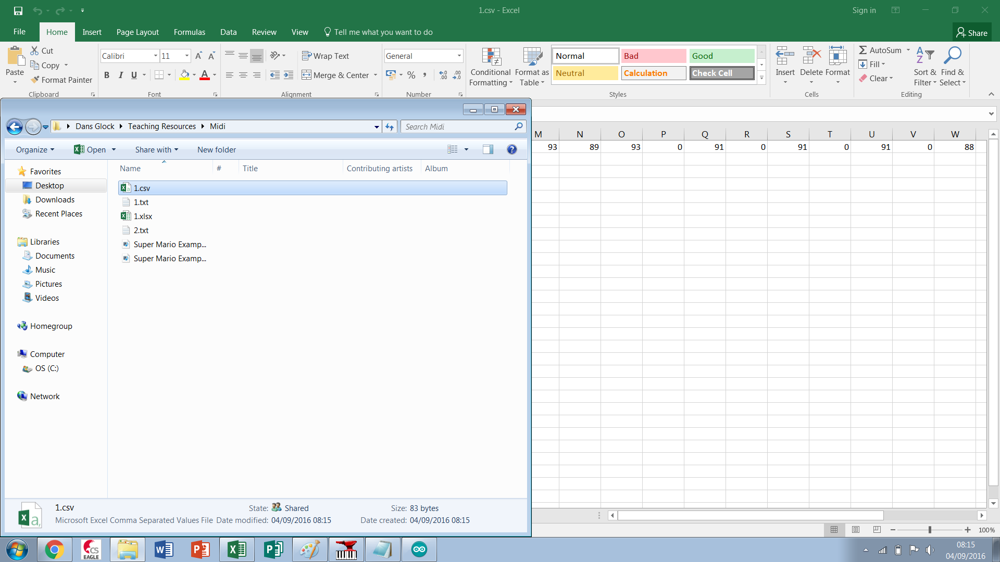 1.csv - Excel
Sign in
File Home Insert Page Layout Formulas Data Review View Tell me what you want to do
Share
Paste
Cut
Copy
Format Painter
Clipboard
Calibri 11
B I U
Font
Wrap Text
Merge & Center
Alignment
General
%
Number
Conditional Formatting
Format as Table
Normal Bad Good
Neutral Calculation Check Cell
Styles
Insert Delete Format
Cells
AutoSum
Fill
Clear
Sort & Filter
Find & Select
Editing
Dans Glock Teaching Resources Midi
Search Midi
Organize Open Share with New folder
Name # Title Contributing artists Album
Favorites
Desktop
Downloads
Recent Places
Libraries
Documents
Music
Pictures
Videos
Homegroup
Computer
OS (C:)
Network
1.csv
1.txt
1.xlsx
2.txt
Super Mario Examp...
Super Mario Examp...
M N O P Q R S T U V W
93 89 93 0 91 0 91 0 91 0 88
1.csv State: Shared Size: 83 bytes
Microsoft Excel Comma Separated Values File Date modified: 04/09/2016 08:15 Date created: 04/09/2016 08:15
100%
CS
EAGLE
08:15
04/09/2016